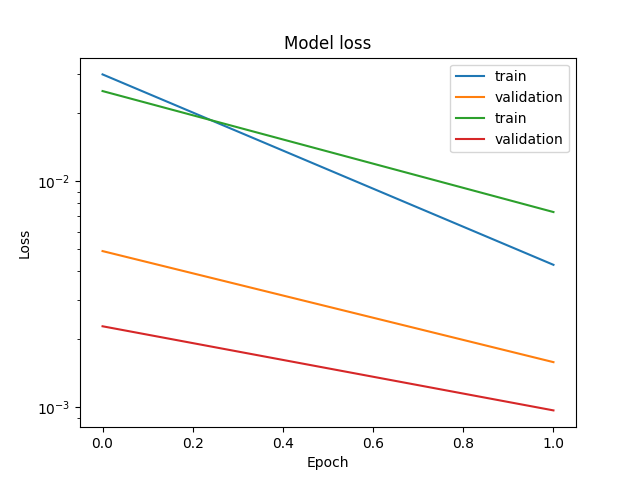 Model loss
train
validation
train
validation
Loss
10⁻²
10⁻³
0.0 0.2 0.4 0.6 0.8 1.0
Epoch